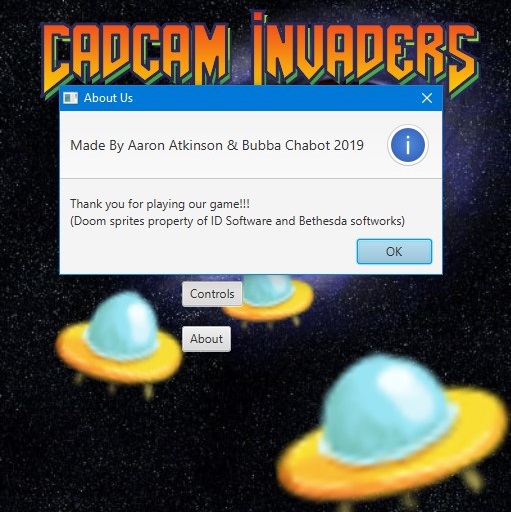 CADCAM INVADERS
About Us
Made By Aaron Atkinson & Bubba Chabot 2019
Thank you for playing our game!!!
(Doom sprites property of ID Software and Bethesda softworks)
OK
Controls
About